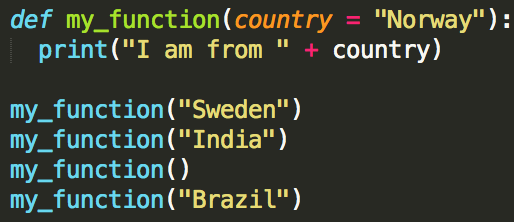 def my_function(country = "Norway"):
  print("I am from " + country)

my_function("Sweden")
my_function("India")
my_function()
my_function("Brazil")